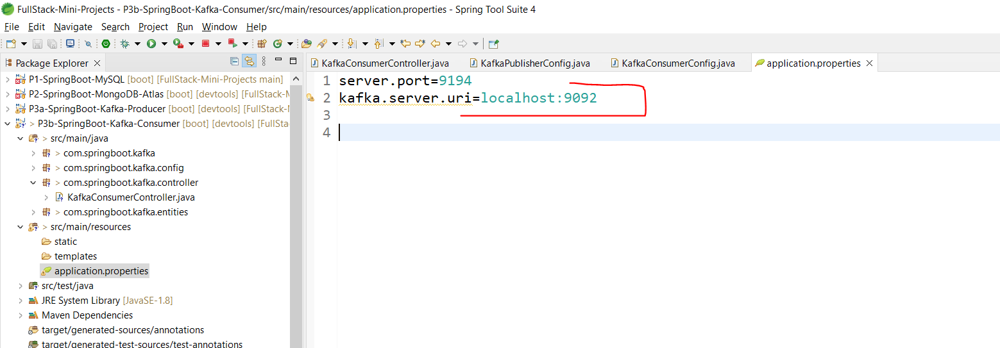 FullStack-Mini-Projects - P3b-SpringBoot-Kafka-Consumer/src/main/resources/application.properties - Spring Tool Suite 4
File Edit Navigate Search Project Run Window Help
Package Explorer
KafkaConsumerController.java KafkaPublisherConfig.java KafkaConsumerConfig.java application.properties
P1-SpringBoot-MySQL [boot] [FullStack-Mini-Projects main]
P2-SpringBoot-MongoDB-Atlas [boot] [devtools] [FullStack-M
P3a-SpringBoot-Kafka-Producer [boot] [devtools] [FullStack-
> P3b-SpringBoot-Kafka-Consumer [boot] [devtools] [FullSta
> src/main/java
> com.springboot.kafka
> com.springboot.kafka.config
> com.springboot.kafka.controller
KafkaConsumerController.java
> com.springboot.kafka.entities
> src/main/resources
static
templates
application.properties
src/test/java
JRE System Library [JavaSE-1.8]
Maven Dependencies
target/generated-sources/annotations
target/generated-test-sources/test-annotations
1 server.port=9194
2 kafka.server.uri=localhost:9092
3
4